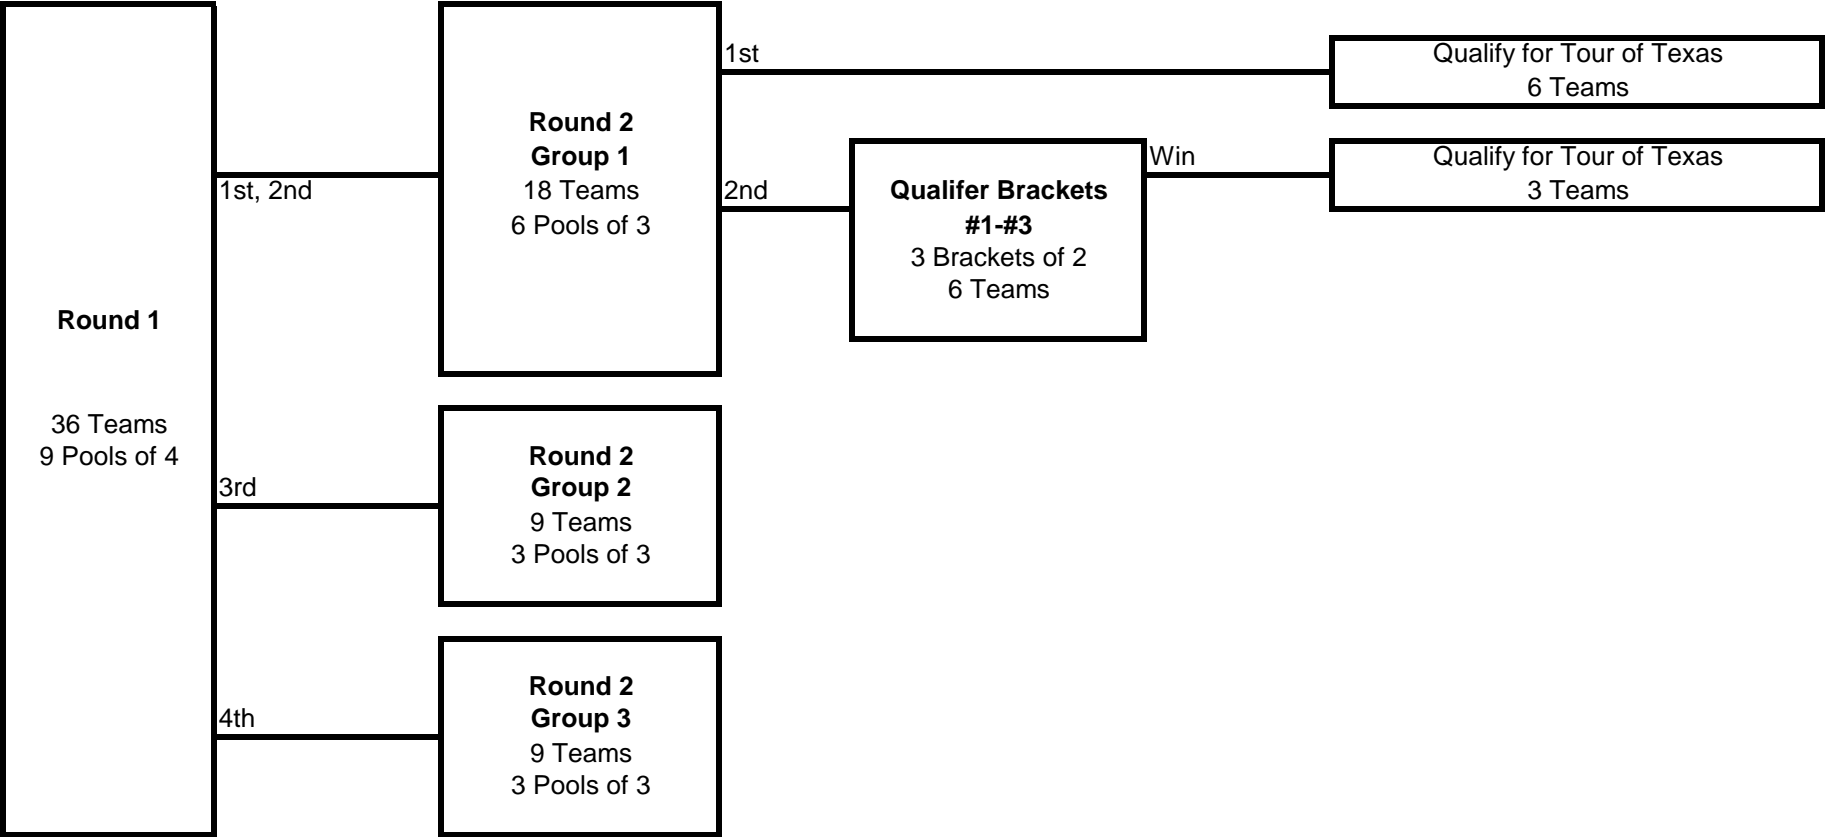 Round 1
36 Teams
9 Pools of 4
1st, 2nd
3rd
4th
Round 2
Group 1
18 Teams
6 Pools of 3
Round 2
Group 2
9 Teams
3 Pools of 3
Round 2
Group 3
9 Teams
3 Pools of 3
1st
2nd
Qualifer Brackets
#1-#3
3 Brackets of 2
6 Teams
Win
Qualify for Tour of Texas
6 Teams
Qualify for Tour of Texas
3 Teams